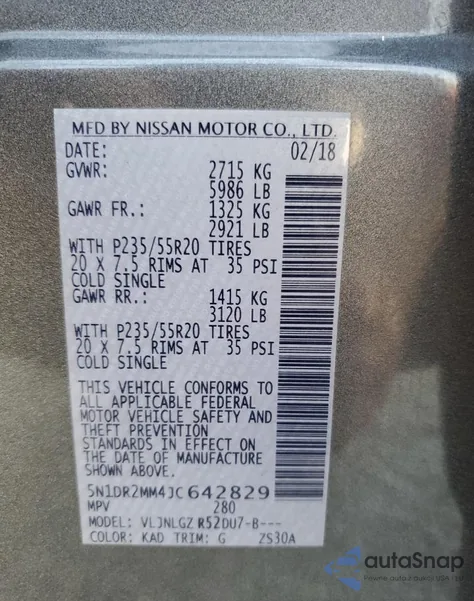 MFD BY NISSAN MOTOR CO., LTD.
DATE: 02/18
GVWR: 2715 KG
5986 LB
GAWR FR.: 1325 KG
2921 LB
WITH P235/55R20 TIRES
20 X 7.5 RIMS AT 35 PSI
COLD SINGLE
GAWR RR.: 1415 KG
3120 LB
WITH P235/55R20 TIRES
20 X 7.5 RIMS AT 35 PSI
COLD SINGLE
THIS VEHICLE CONFORMS TO
ALL APPLICABLE FEDERAL
MOTOR VEHICLE SAFETY AND
THEFT PREVENTION
STANDARDS IN EFFECT ON
THE DATE OF MANUFACTURE
SHOWN ABOVE.
5N1DR2MM4JC642829
MPV 280
MODEL: VLJNLGZ R52DU7-B---
COLOR: KAD TRIM: G ZS30A
autoSnap